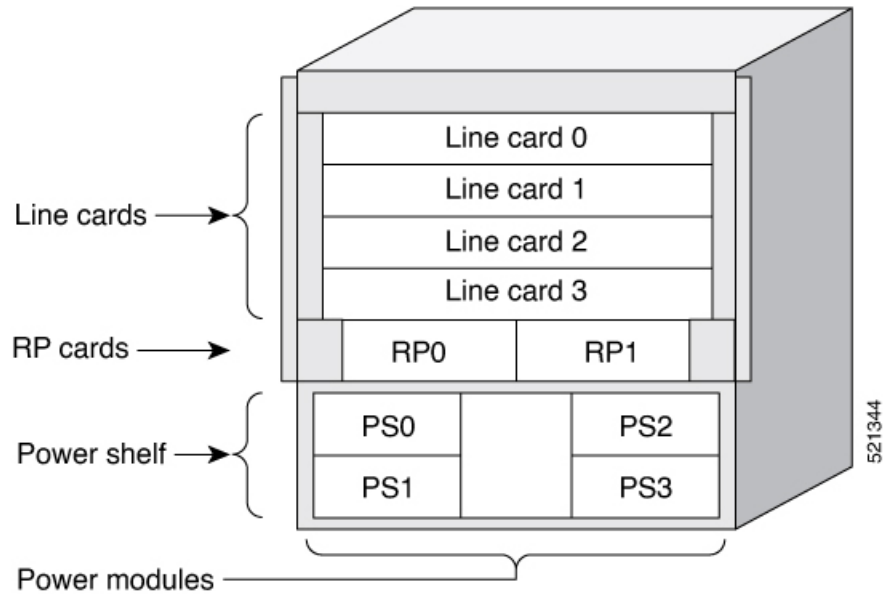 Line card 0
Line card 1
Line cards
Line card 2
Line card 3
RP cards
RP0
RP1
PS0
PS2
Power shelf
PS1
PS3
521344
Power modules